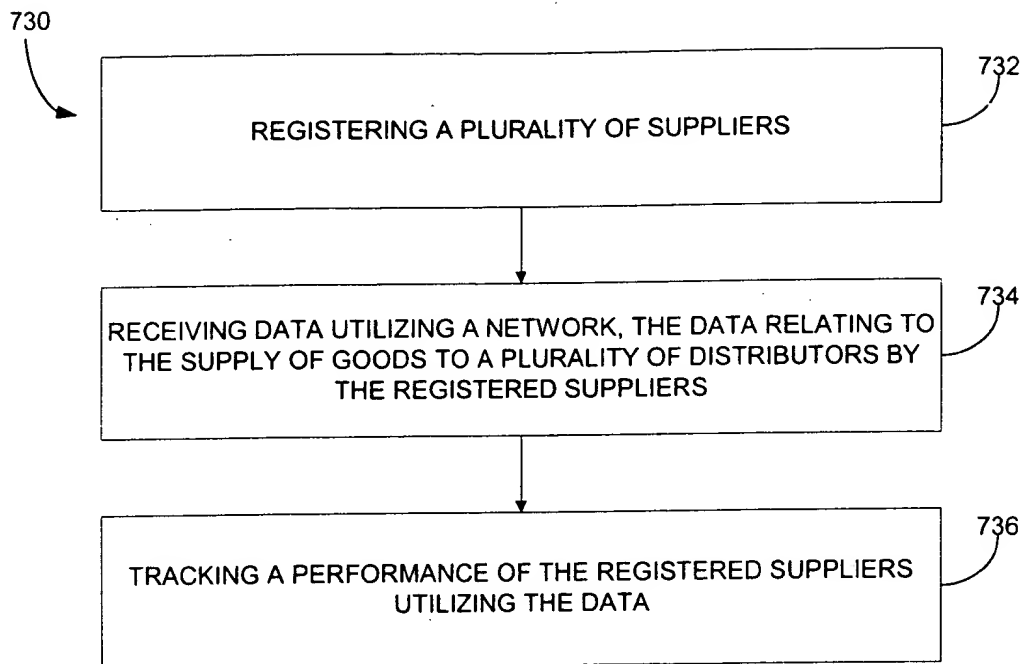 730
732
REGISTERING A PLURALITY OF SUPPLIERS
734
RECEIVING DATA UTILIZING A NETWORK, THE DATA RELATING TO
THE SUPPLY OF GOODS TO A PLURALITY OF DISTRIBUTORS BY
THE REGISTERED SUPPLIERS
736
TRACKING A PERFORMANCE OF THE REGISTERED SUPPLIERS
UTILIZING THE DATA